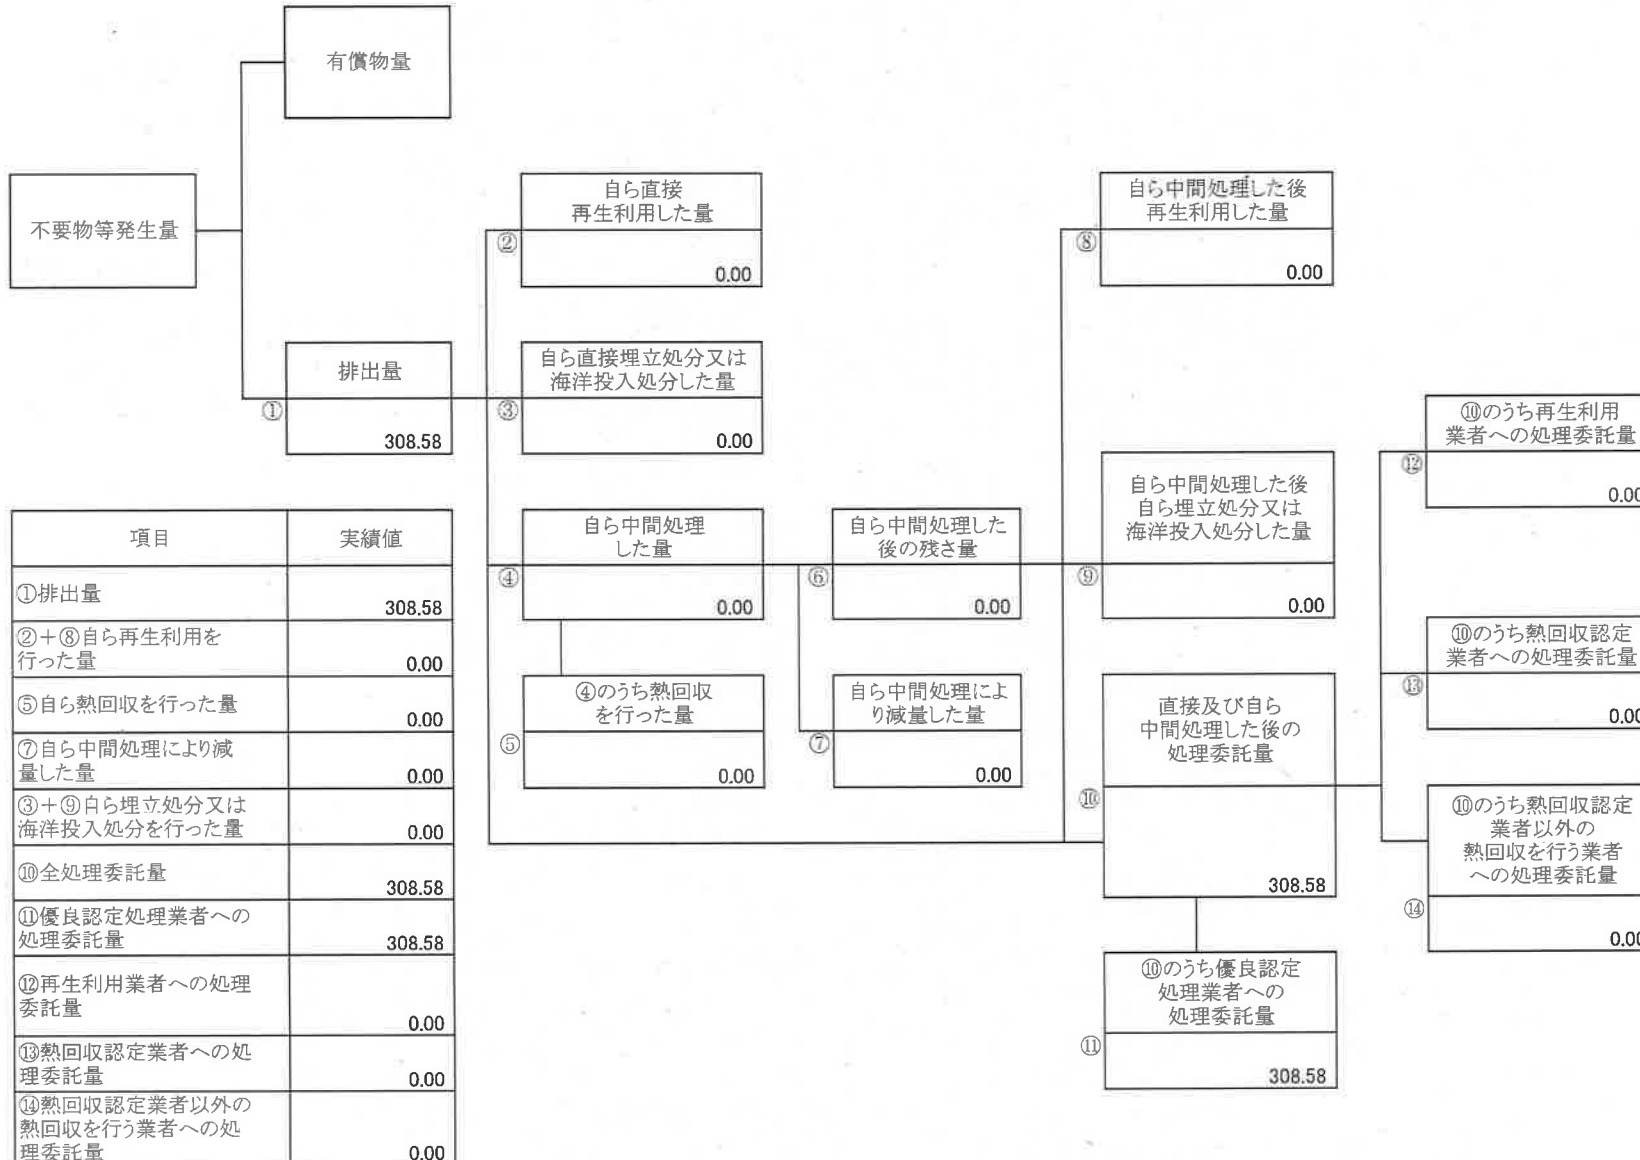 有償物量
不要物等発生量
自ら直接
再生利用した量
②
0.00
自ら中間処理した後
再生利用した量
⑧
0.00
排出量
①
308.58
自ら直接埋立処分又は
海洋投入処分した量
③
0.00
⑩のうち再生利用
業者への処理委託量
⑫
0.00
自ら中間処理
した量
④
0.00
自ら中間処理した
後の残さ量
⑥
0.00
自ら中間処理した後
自ら埋立処分又は
海洋投入処分した量
⑨
0.00
⑩のうち熱回収認定
業者への処理委託量
⑬
0.00
④のうち熱回収
を行った量
⑤
0.00
自ら中間処理によ
り減量した量
⑦
0.00
直接及び自ら
中間処理した後の
処理委託量
⑩
308.58
⑩のうち熱回収認定
業者以外の
熱回収を行う業者
への処理委託量
⑭
0.00
⑩のうち優良認定
処理業者への
処理委託量
⑪
308.58
項目 実績値
①排出量 308.58
②+⑧自ら再生利用を
行った量 0.00
⑤自ら熱回収を行った量 0.00
⑦自ら中間処理により減
量した量 0.00
③+⑨自ら埋立処分又は
海洋投入処分を行った量 0.00
⑩全処理委託量 308.58
⑪優良認定処理業者への
処理委託量 308.58
⑫再生利用業者への処理
委託量 0.00
⑬熱回収認定業者への処
理委託量 0.00
⑭熱回収認定業者以外の
熱回収を行う業者への処
理委託量 0.00